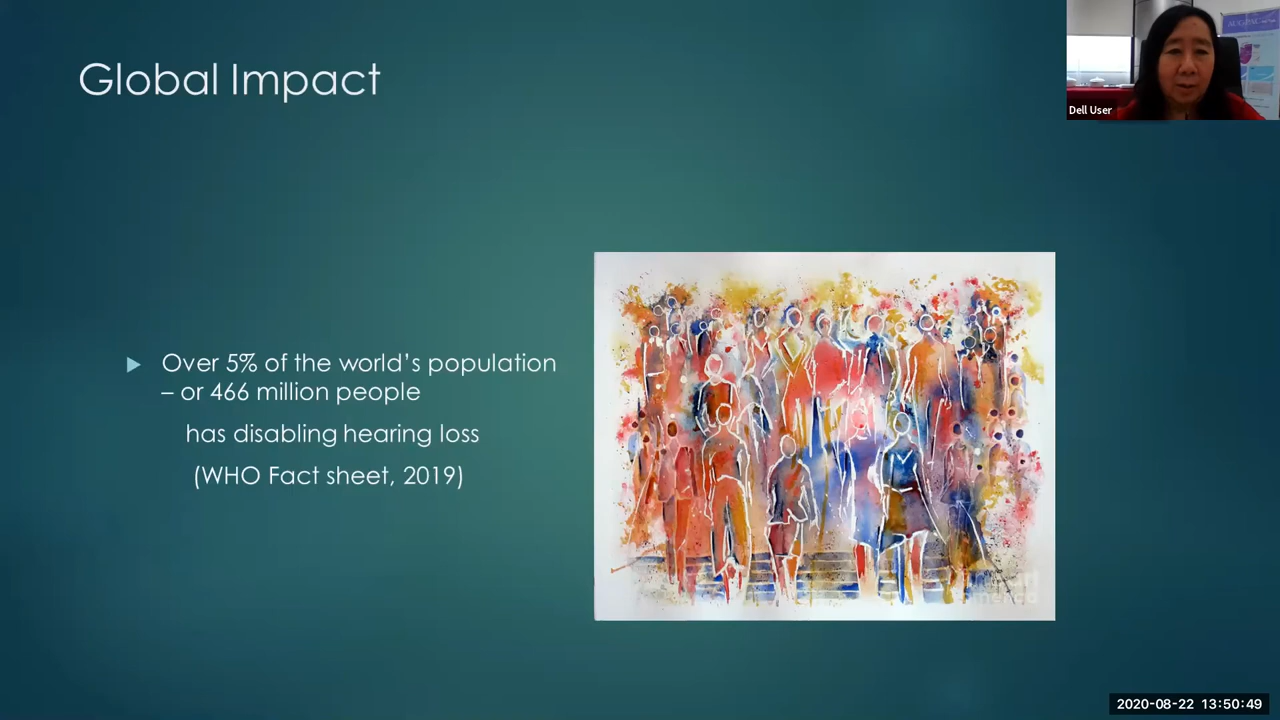 Global Impact
Dell User
Over 5% of the world's population
– or 466 million people
has disabling hearing loss
(WHO Fact sheet, 2019)
2020-08-22 13:50:49